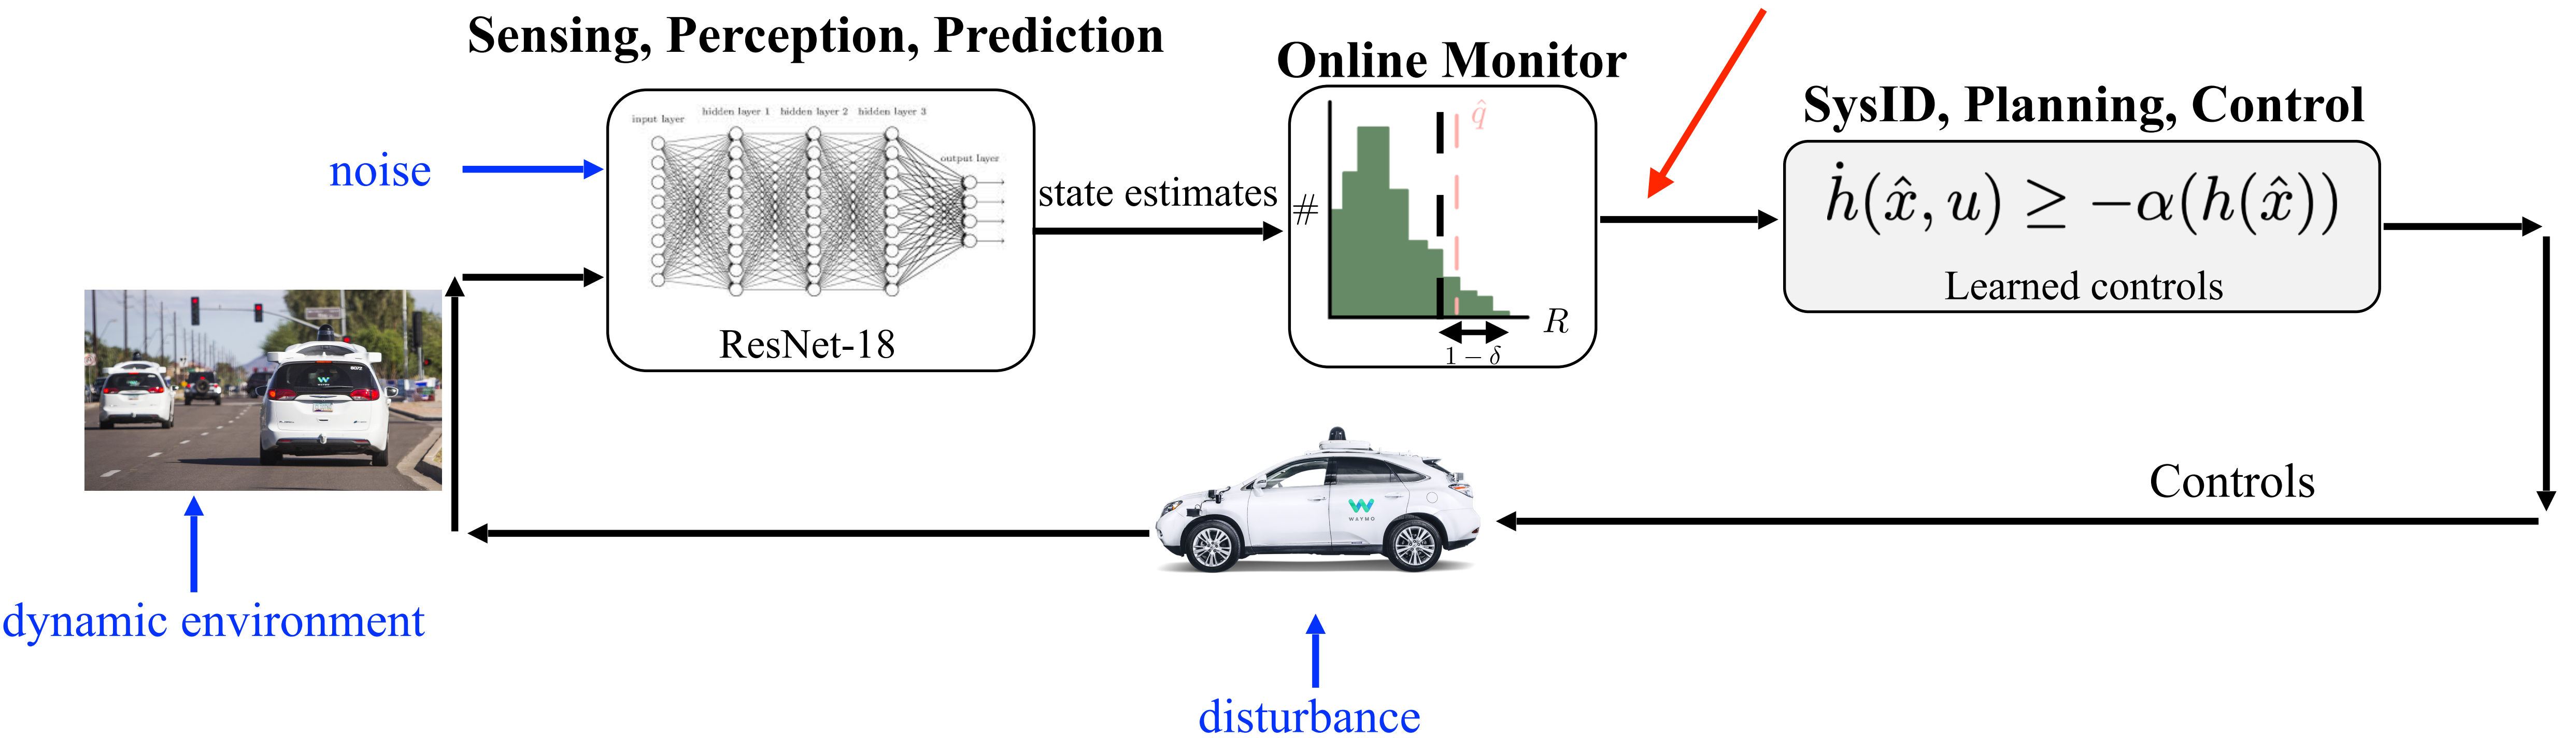 Sensing, Perception, Prediction
Online Monitor
SysID, Planning, Control
input layer
hidden layer 1 hidden layer 2 hidden layer 3
output layer
ResNet-18
noise
state estimates
#
q̂
R
1 − δ
ḣ(x̂, u) ≥ −α(h(x̂))
Learned controls
Controls
WAYMO
dynamic environment
disturbance